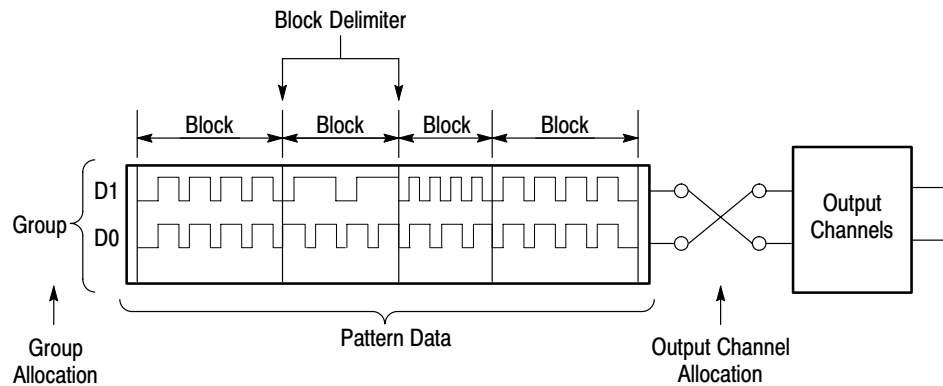 Block Delimiter
Block Block Block Block
D1
Group
D0
Output
Channels
Pattern Data
Group
Allocation
Output Channel
Allocation